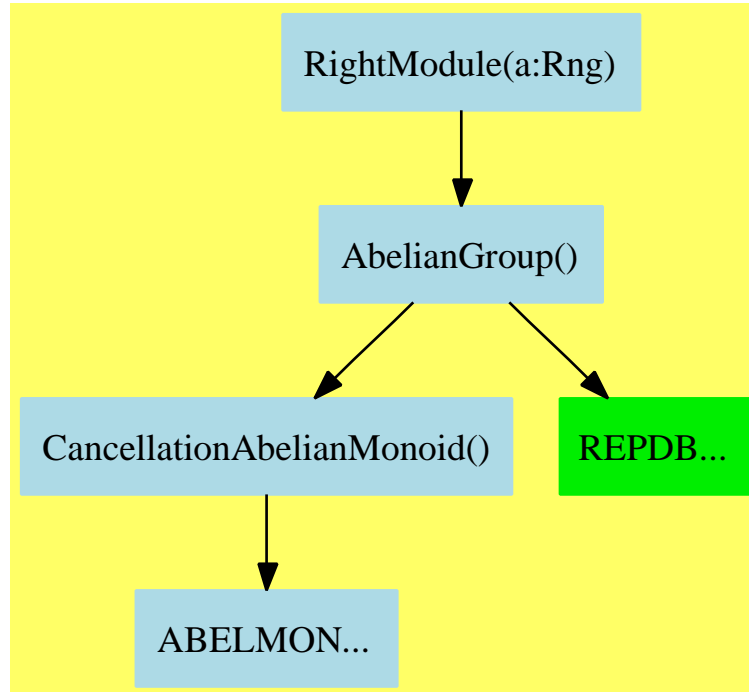 RightModule(a:Rng)
AbelianGroup()
CancellationAbelianMonoid()
REPDB...
ABELMON...